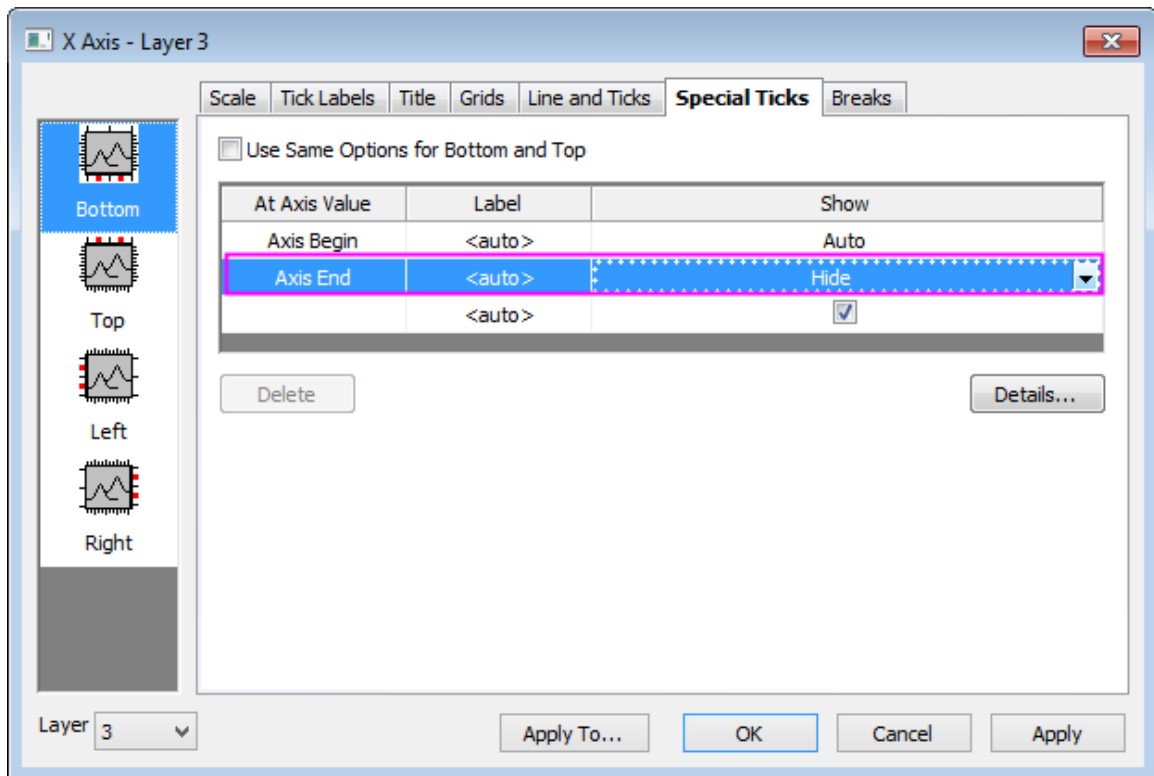 X Axis - Layer 3
Scale Tick Labels Title Grids Line and Ticks Special Ticks Breaks
Use Same Options for Bottom and Top
Bottom
Top
Left
Right
At Axis Value Label Show
Axis Begin <auto> Auto
Axis End <auto> Hide
<auto>
Delete Details...
Layer 3 Apply To... OK Cancel Apply